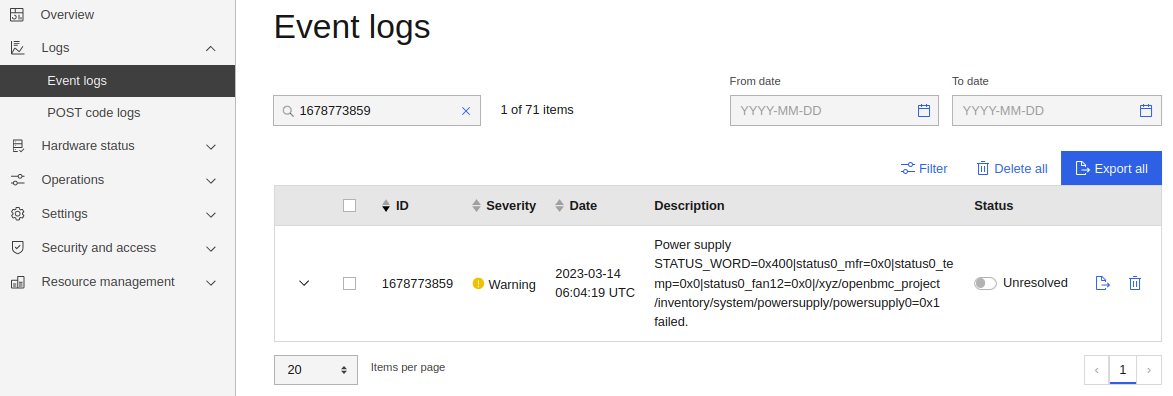 Overview
Logs
Event logs
POST code logs
Hardware status
Operations
Settings
Security and access
Resource management
Event logs
From date
To date
1678773859
1 of 71 items
YYYY-MM-DD
YYYY-MM-DD
Filter
Delete all
Export all
ID Severity Date Description Status
1678773859
Warning
2023-03-14
06:04:19 UTC
Power supply
STATUS_WORD=0x400|status0_mfr=0x0|status0_te
mp=0x0|status0_fan12=0x0|/xyz/openbmc_project
/inventory/system/powersupply/powersupply0=0x1
failed.
Unresolved
20
Items per page
1